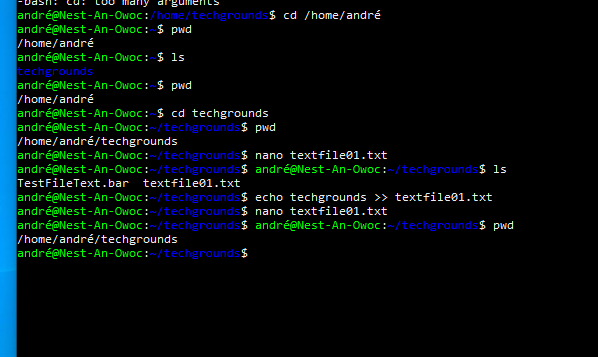 -bash: cd: too many arguments
andré@Nest-An-Owoc:/home/techgrounds$ cd /home/andré
andré@Nest-An-Owoc:~$ pwd
/home/andré
andré@Nest-An-Owoc:~$ ls
techgrounds
andré@Nest-An-Owoc:~$ pwd
/home/andré
andré@Nest-An-Owoc:~$ cd techgrounds
andré@Nest-An-Owoc:~/techgrounds$ pwd
/home/andré/techgrounds
andré@Nest-An-Owoc:~/techgrounds$ nano textfile01.txt
andré@Nest-An-Owoc:~/techgrounds$ andré@Nest-An-Owoc:~/techgrounds$ ls
TestFileText.bar  textfile01.txt
andré@Nest-An-Owoc:~/techgrounds$ echo techgrounds >> textfile01.txt
andré@Nest-An-Owoc:~/techgrounds$ nano textfile01.txt
andré@Nest-An-Owoc:~/techgrounds$ andré@Nest-An-Owoc:~/techgrounds$ pwd
/home/andré/techgrounds
andré@Nest-An-Owoc:~/techgrounds$